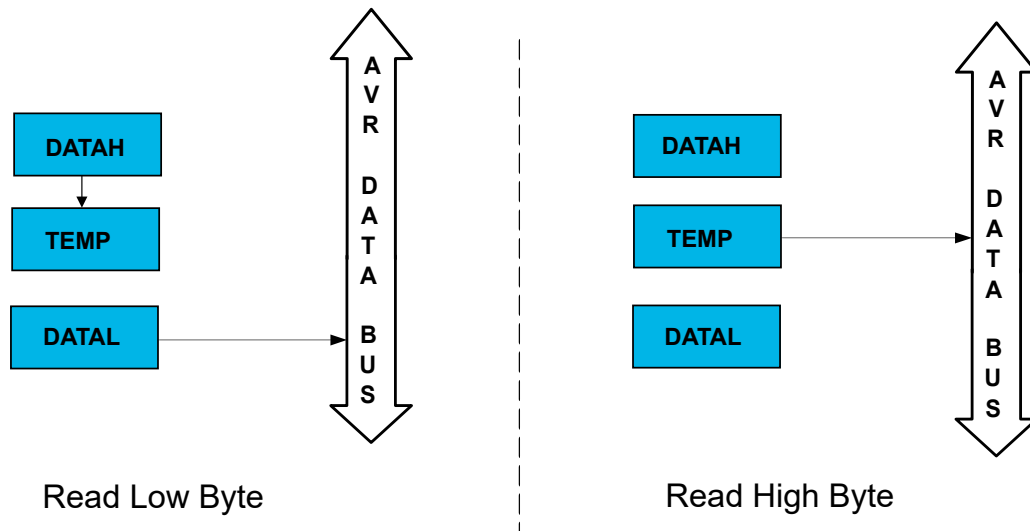 DATAH
TEMP
DATAL
AVR DATA BUS
Read Low Byte
DATAH
TEMP
DATAL
AVR DATA BUS
Read High Byte